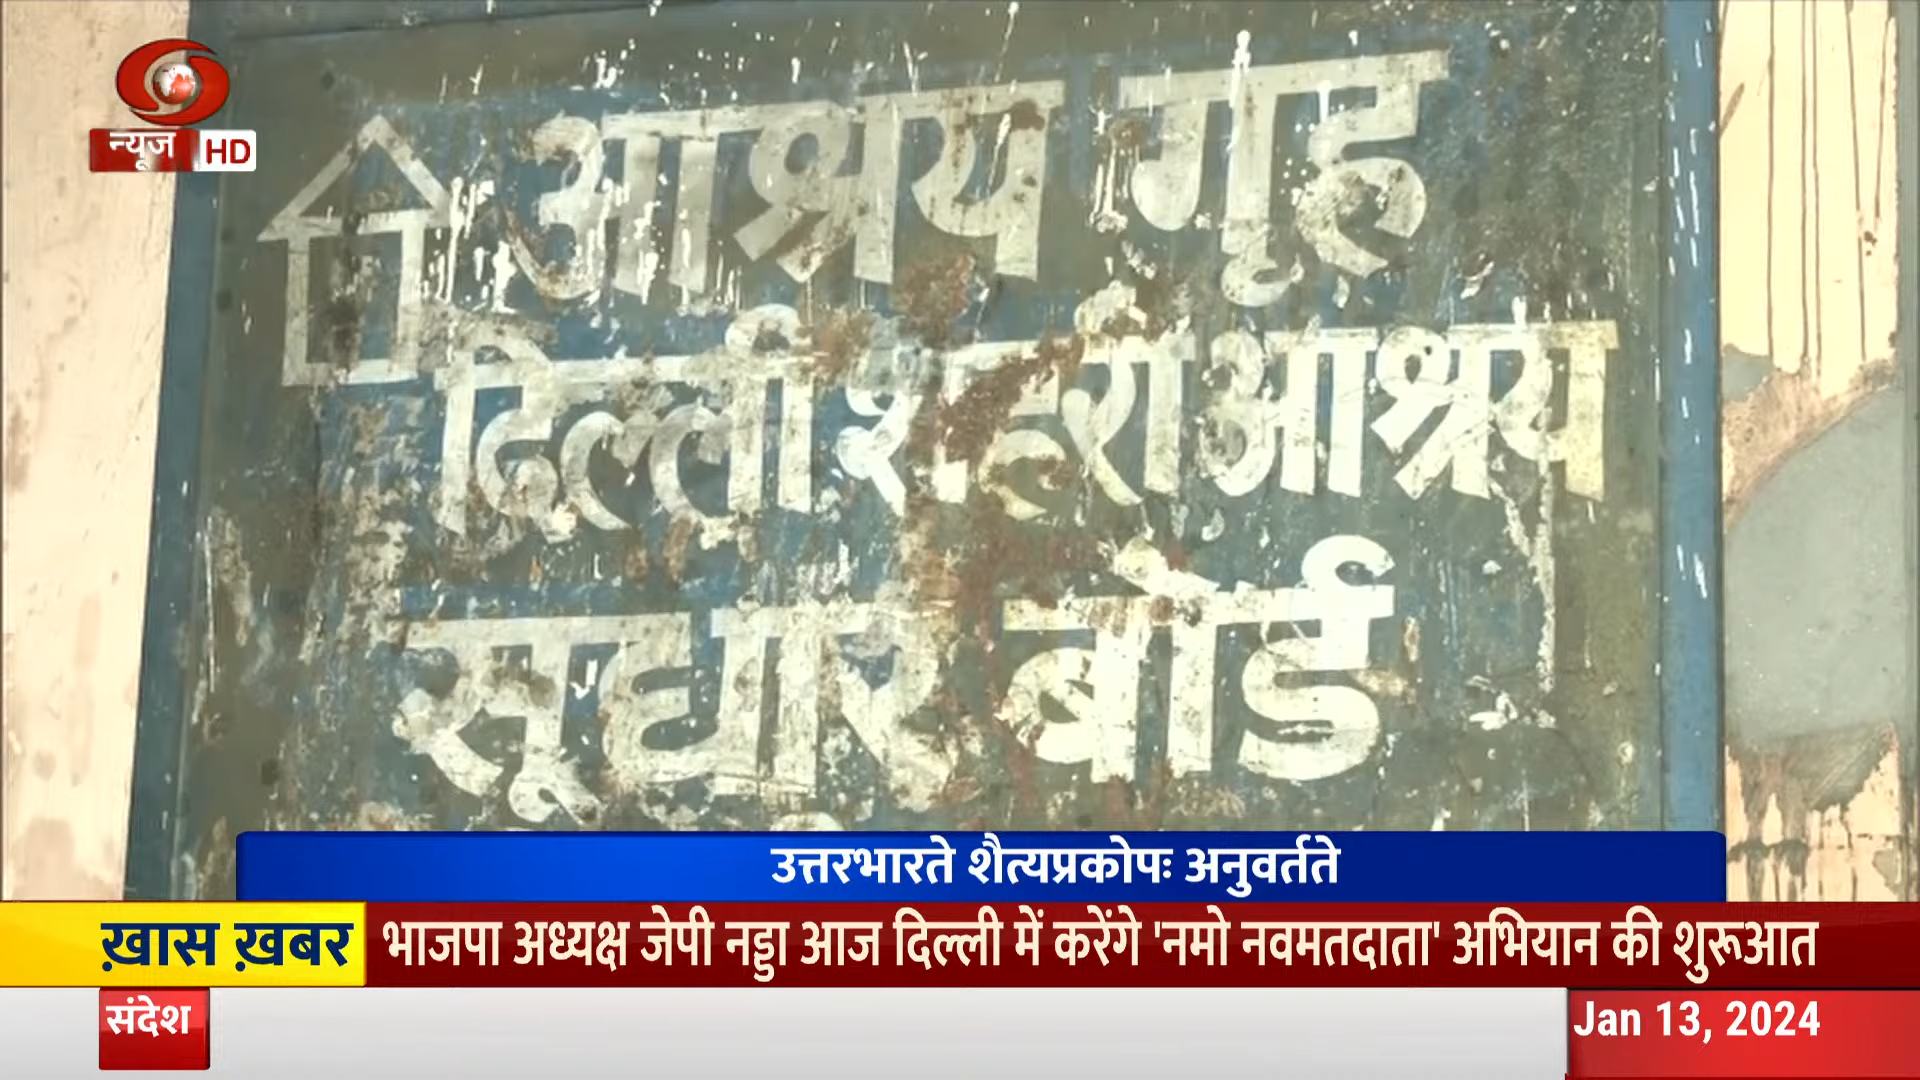 न्यूज़ HD
आश्रय गृह
दिल्ली शहरी आश्रय
सूधार बोर्ड
उत्तरभारते शैत्यप्रकोपः अनुवर्तते
ख़ास ख़बर
भाजपा अध्यक्ष जेपी नड्डा आज दिल्ली में करेंगे 'नमो नवमतदाता' अभियान की शुरूआत
संदेश
Jan 13, 2024